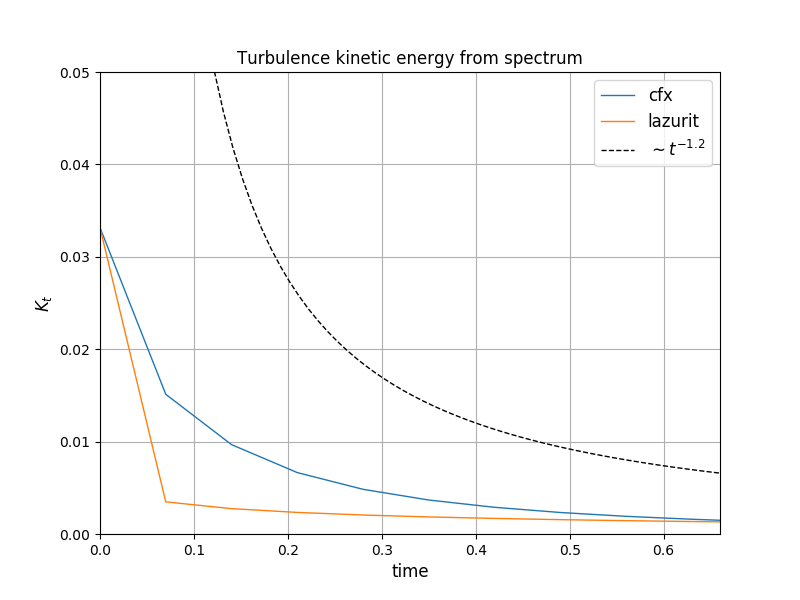 Turbulence kinetic energy from spectrum
0.05
0.04
0.03
0.02
0.01
0.00
K_t
0.0 0.1 0.2 0.3 0.4 0.5 0.6
time
cfx
lazurit
~t^{-1.2}